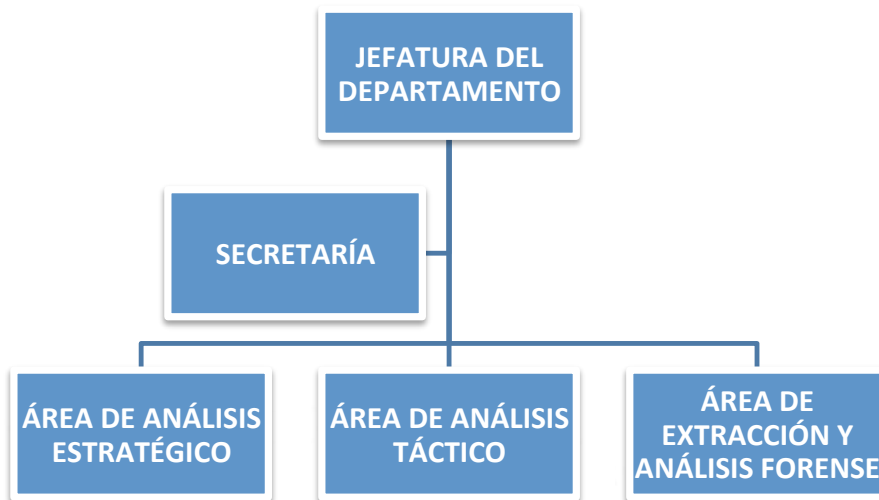 JEFATURA DEL
DEPARTAMENTO
SECRETARÍA
ÁREA DE ANÁLISIS
ESTRATÉGICO
ÁREA DE ANÁLISIS
TÁCTICO
ÁREA DE
EXTRACCIÓN Y
ANÁLISIS FORENSE